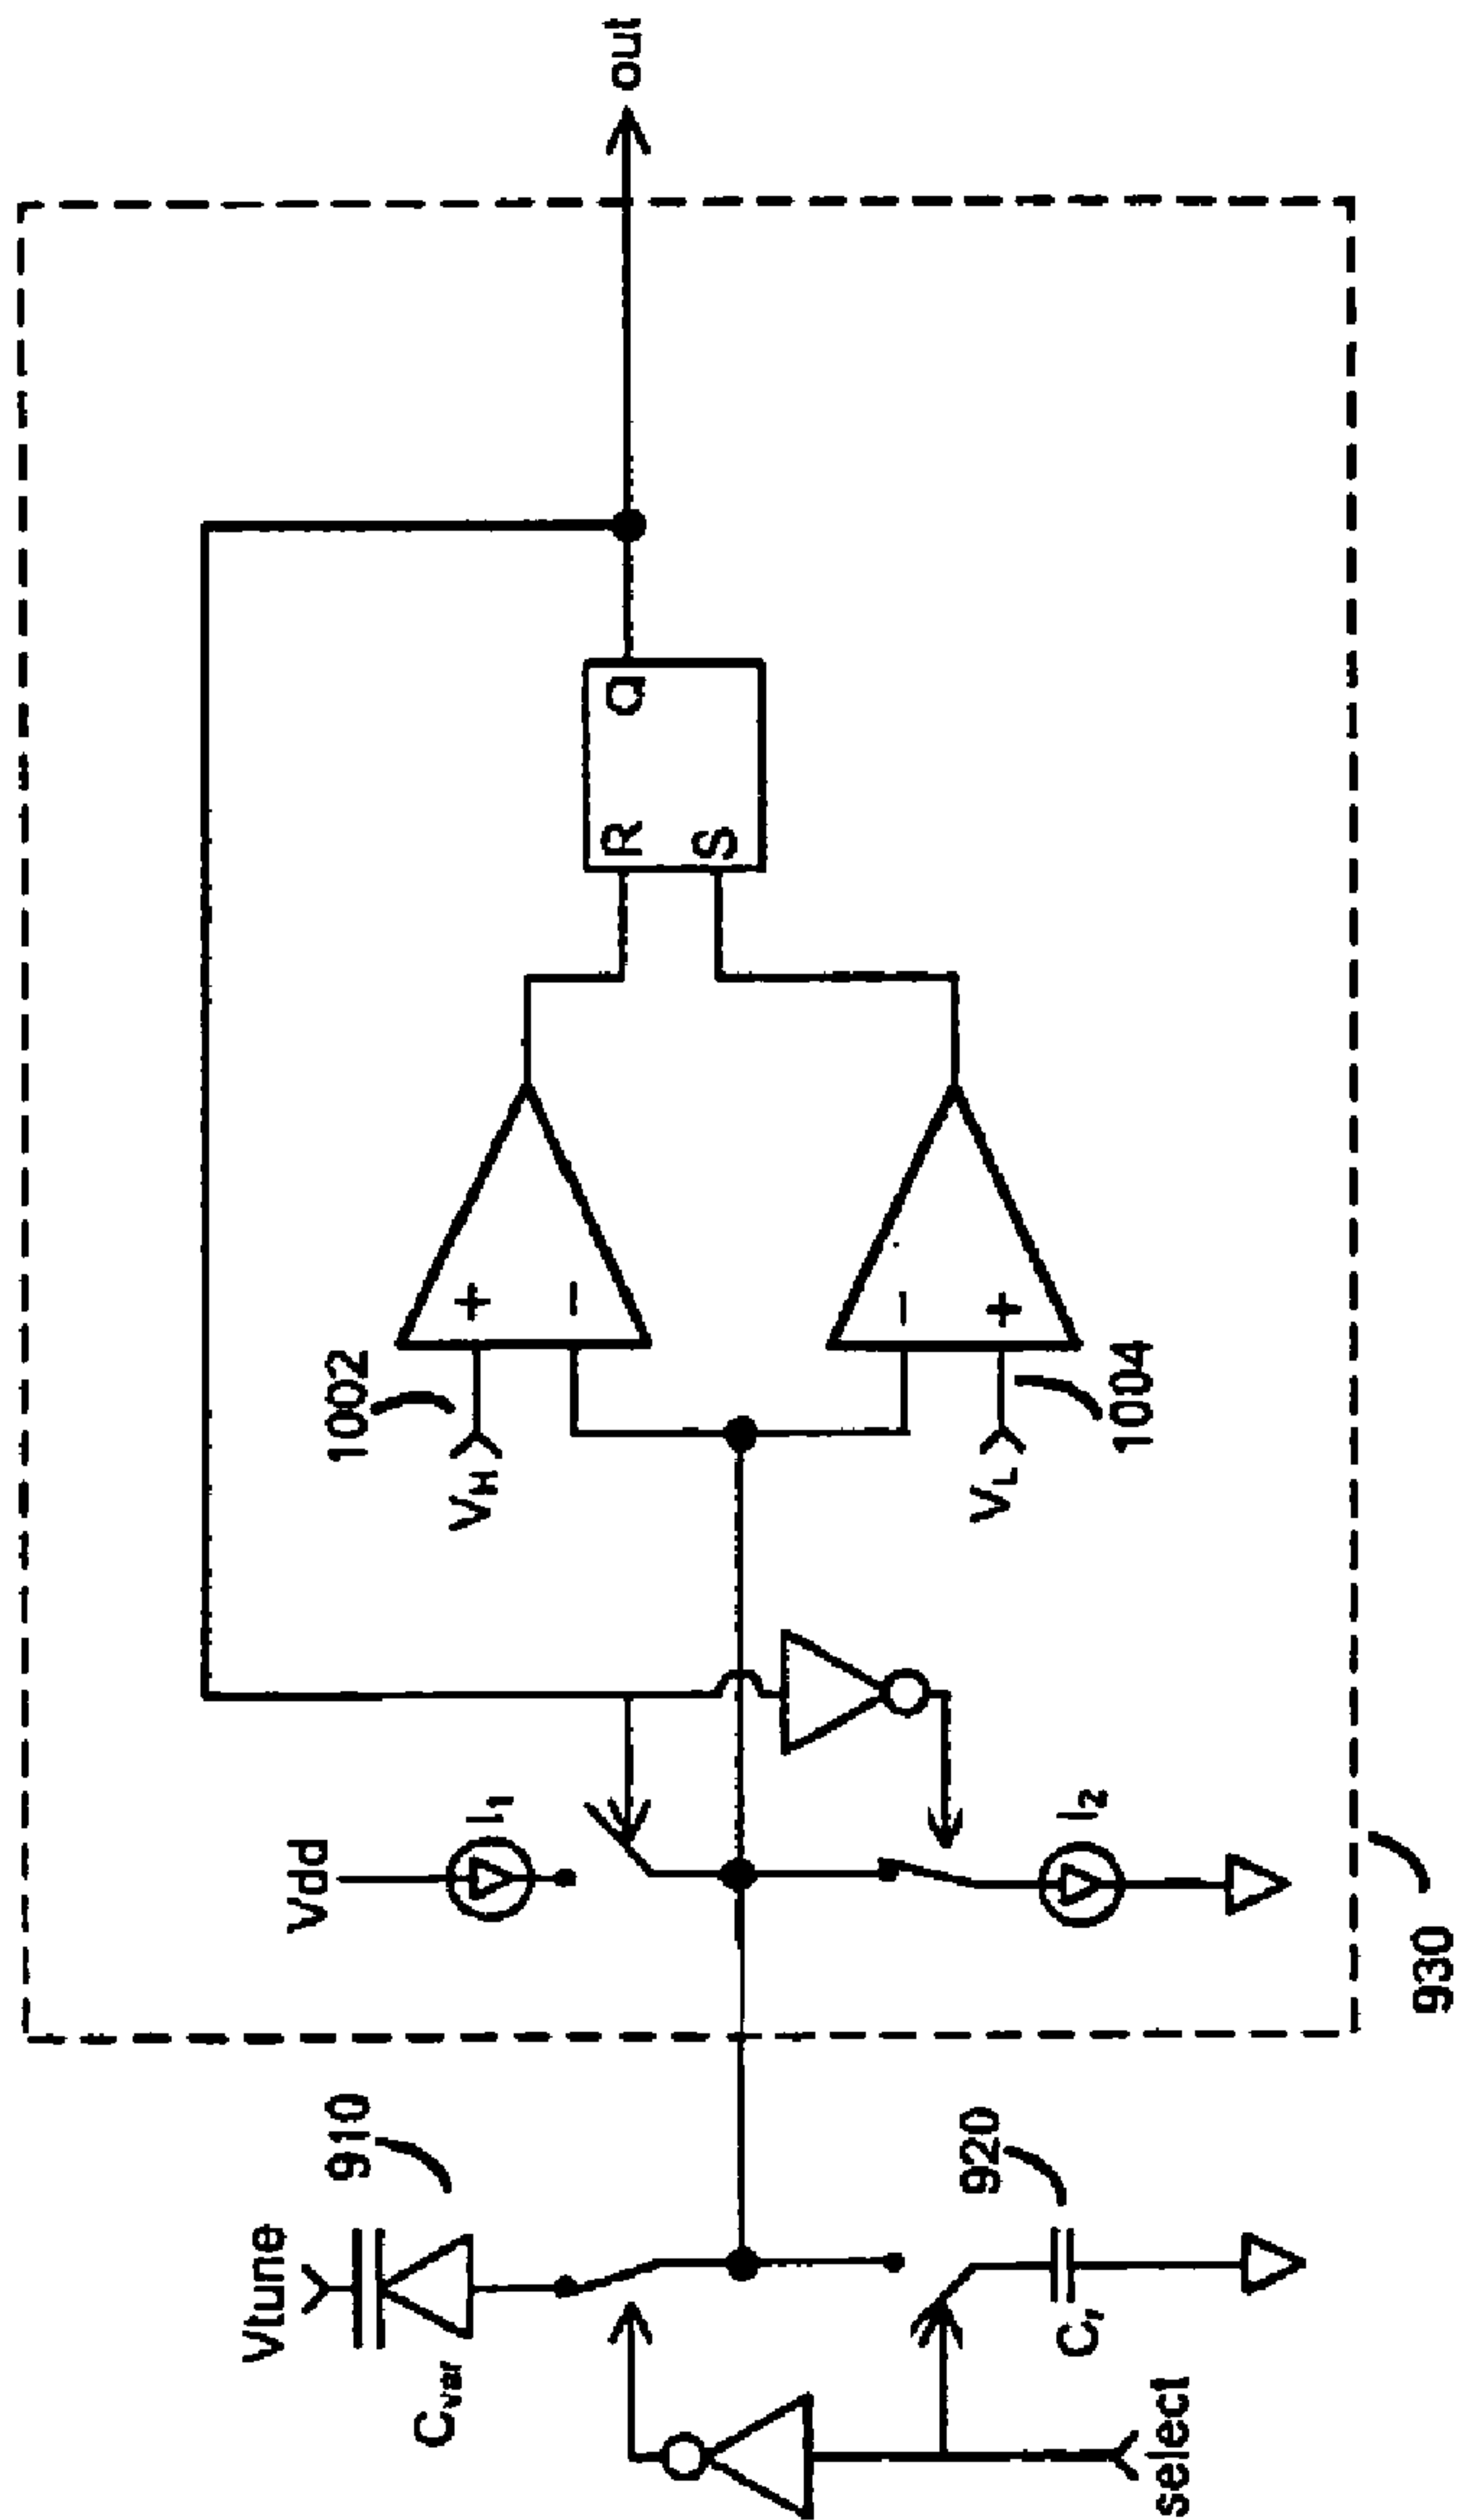 Vtune
910
Cvar
920
Cr
select
Vdd
I1
I2
930
1002
VH
+
-
-
+
VL
1004
R
S
Q
out